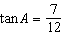 tan A = 7/12